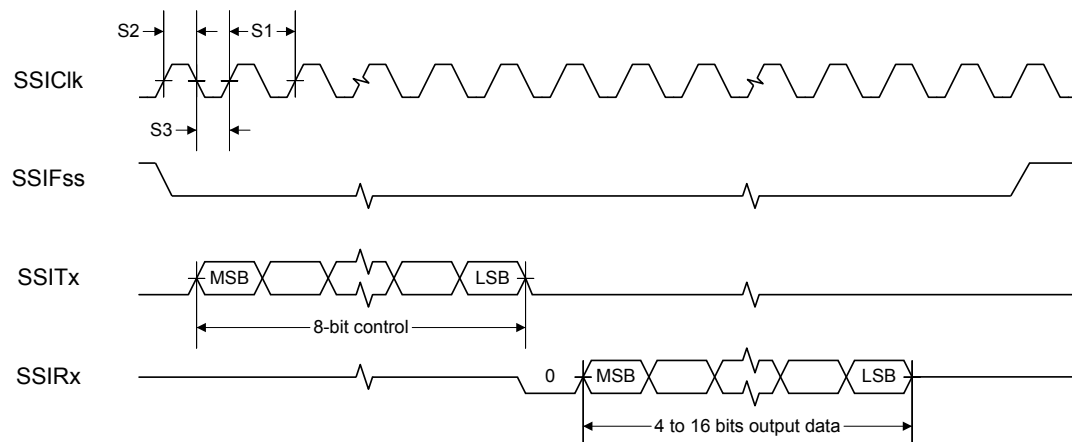 S2
S1
SSIClk
S3
SSIFss
SSITx
MSB
LSB
8-bit control
SSIRx
0
MSB
LSB
4 to 16 bits output data